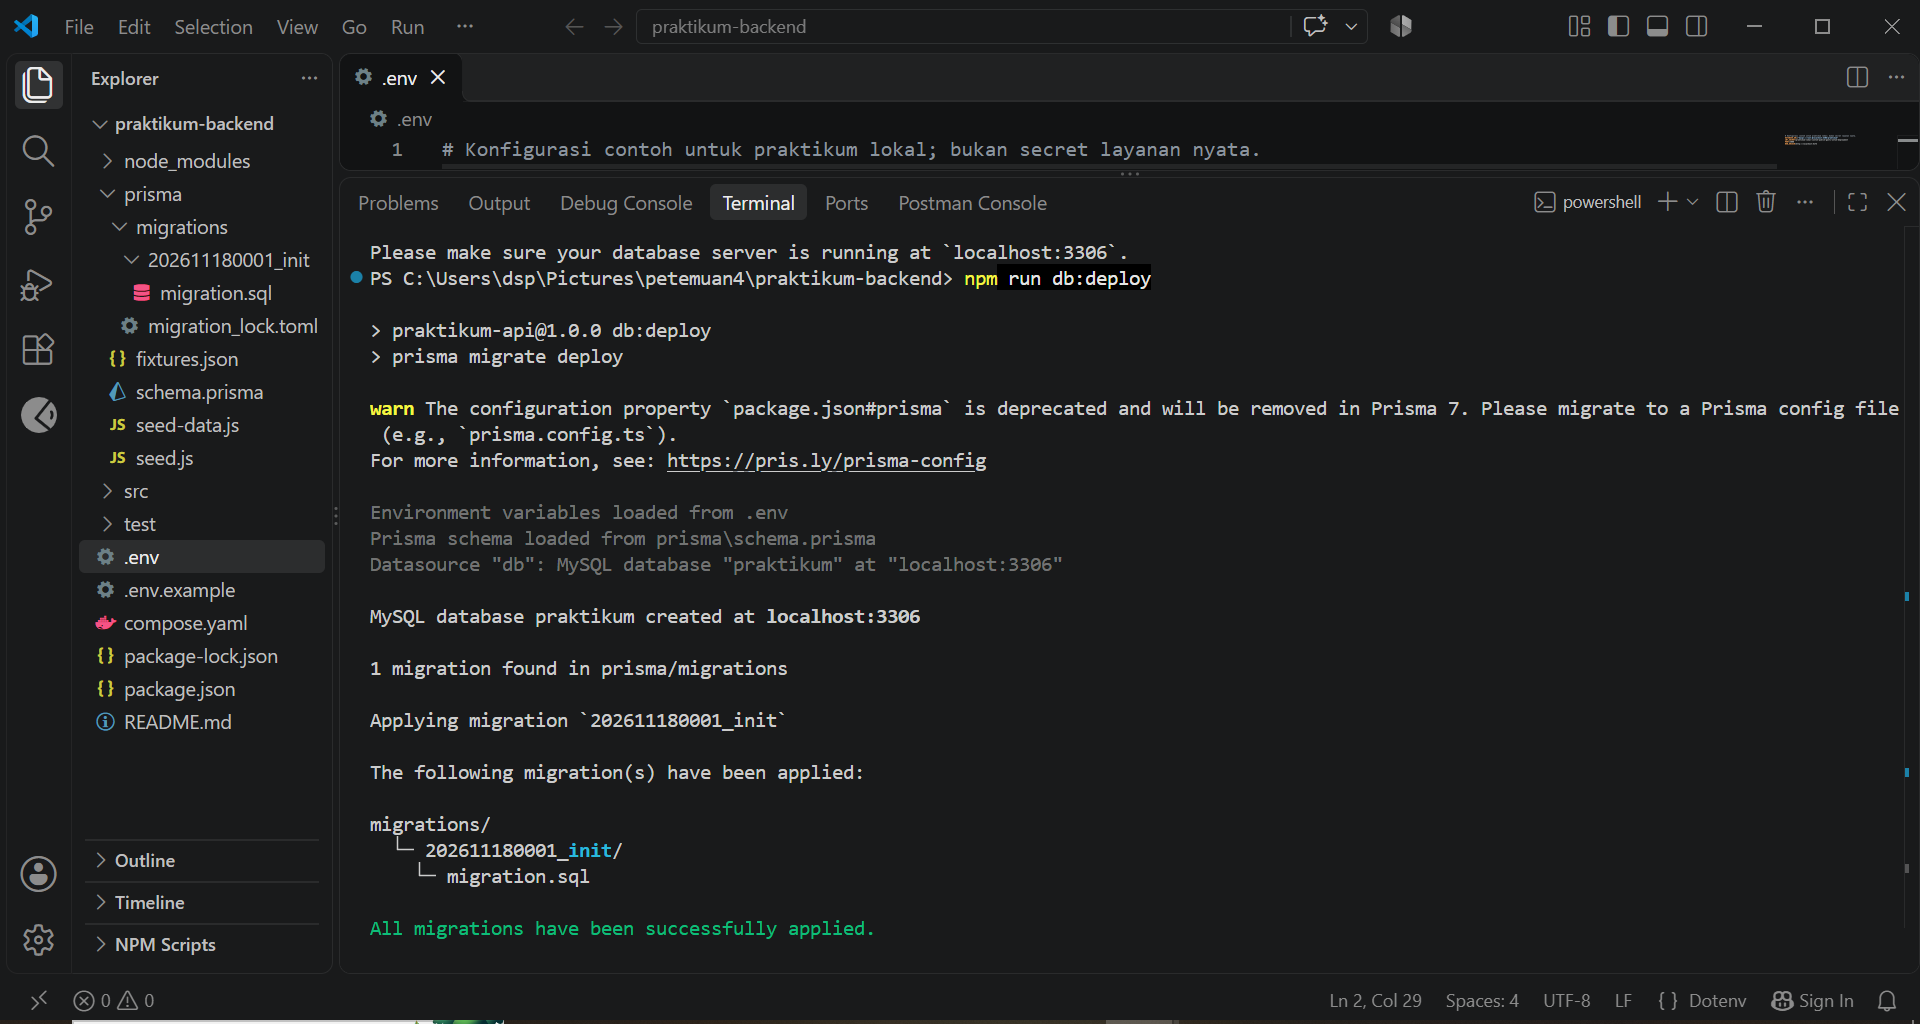 File Edit Selection View Go Run ···
praktikum-backend
Explorer ···
praktikum-backend
node_modules
prisma
migrations
202611180001_init
migration.sql
migration_lock.toml
{} fixtures.json
schema.prisma
JS seed-data.js
JS seed.js
src
test
.env
.env.example
compose.yaml
{} package-lock.json
{} package.json
README.md
Outline
Timeline
NPM Scripts
.env
.env
1 # Konfigurasi contoh untuk praktikum lokal; bukan secret layanan nyata.
Problems Output Debug Console Terminal Ports Postman Console
powershell
Please make sure your database server is running at `localhost:3306`.
PS C:\Users\dsp\Pictures\petemuan4\praktikum-backend> npm run db:deploy
> praktikum-api@1.0.0 db:deploy
> prisma migrate deploy
warn The configuration property `package.json#prisma` is deprecated and will be removed in Prisma 7. Please migrate to a Prisma config file
(e.g., `prisma.config.ts`).
For more information, see: https://pris.ly/prisma-config
Environment variables loaded from .env
Prisma schema loaded from prisma\schema.prisma
Datasource "db": MySQL database "praktikum" at "localhost:3306"
MySQL database praktikum created at localhost:3306
1 migration found in prisma/migrations
Applying migration `202611180001_init`
The following migration(s) have been applied:
migrations/
└─ 202611180001_init/
└─ migration.sql
All migrations have been successfully applied.
0 0
Ln 2, Col 29 Spaces: 4 UTF-8 LF {} Dotenv Sign In